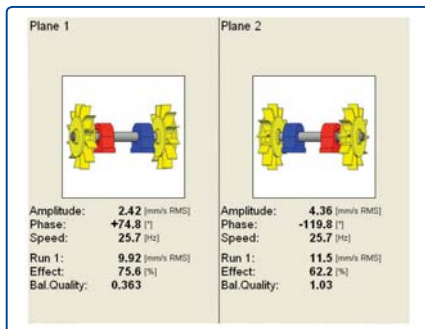 Plane 1
Amplitude: 2.42 [mm/s RMS]
Phase: +74.8 [°]
Speed: 25.7 [Hz]
Run 1: 9.92 [mm/s RMS]
Effect: 75.6 [%]
Bal.Quality: 0.363
Plane 2
Amplitude: 4.36 [mm/s RMS]
Phase: -119.8 [°]
Speed: 25.7 [Hz]
Run 1: 11.5 [mm/s RMS]
Effect: 62.2 [%]
Bal.Quality: 1.03